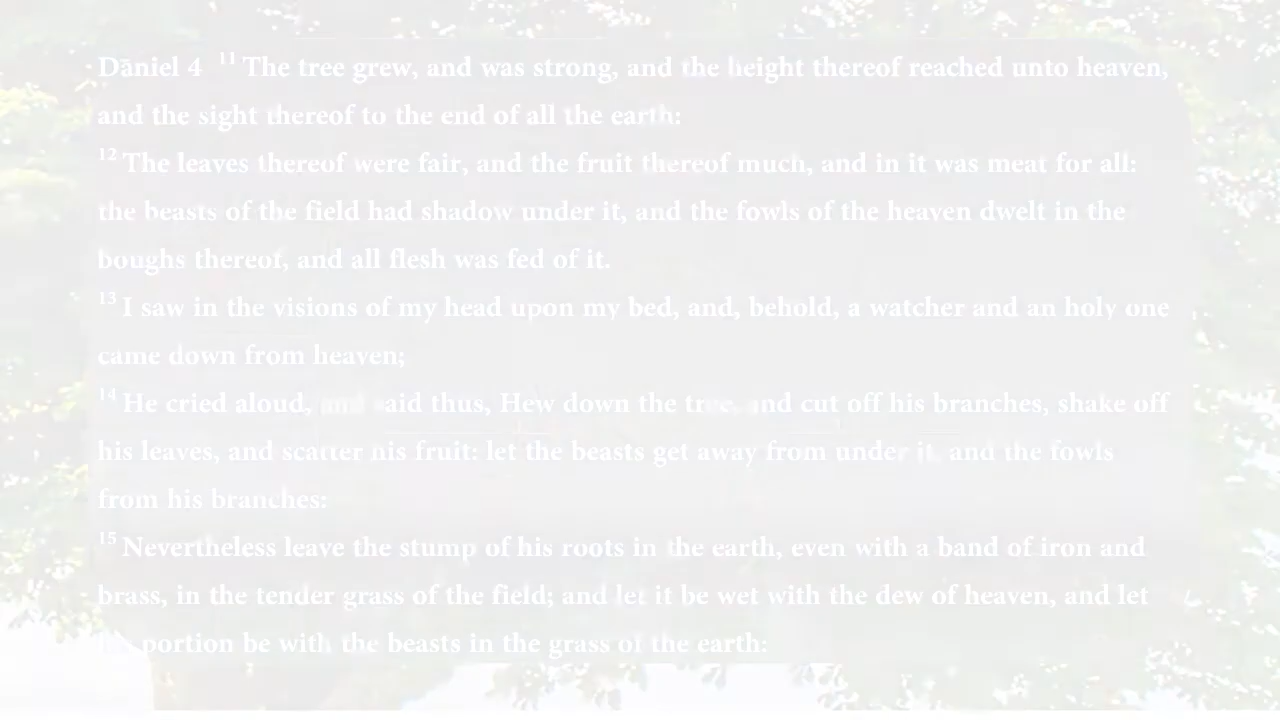 Daniel 4 11 The tree grew, and was strong, and the height thereof reached unto heaven,
and the sight thereof to the end of all the earth:
12 The leaves thereof were fair, and the fruit thereof much, and in it was meat for all:
the beasts of the field had shadow under it, and the fowls of the heaven dwelt in the
boughs thereof, and all flesh was fed of it.
13 I saw in the visions of my head upon my bed, and, behold, a watcher and an holy one
came down from heaven;
14 He cried aloud, and said thus, Hew down the tree, and cut off his branches, shake off
his leaves, and scatter his fruit: let the beasts get away from under it, and the fowls
from his branches:
15 Nevertheless leave the stump of his roots in the earth, even with a band of iron and
brass, in the tender grass of the field; and let it be wet with the dew of heaven, and let
his portion be with the beasts in the grass of the earth: